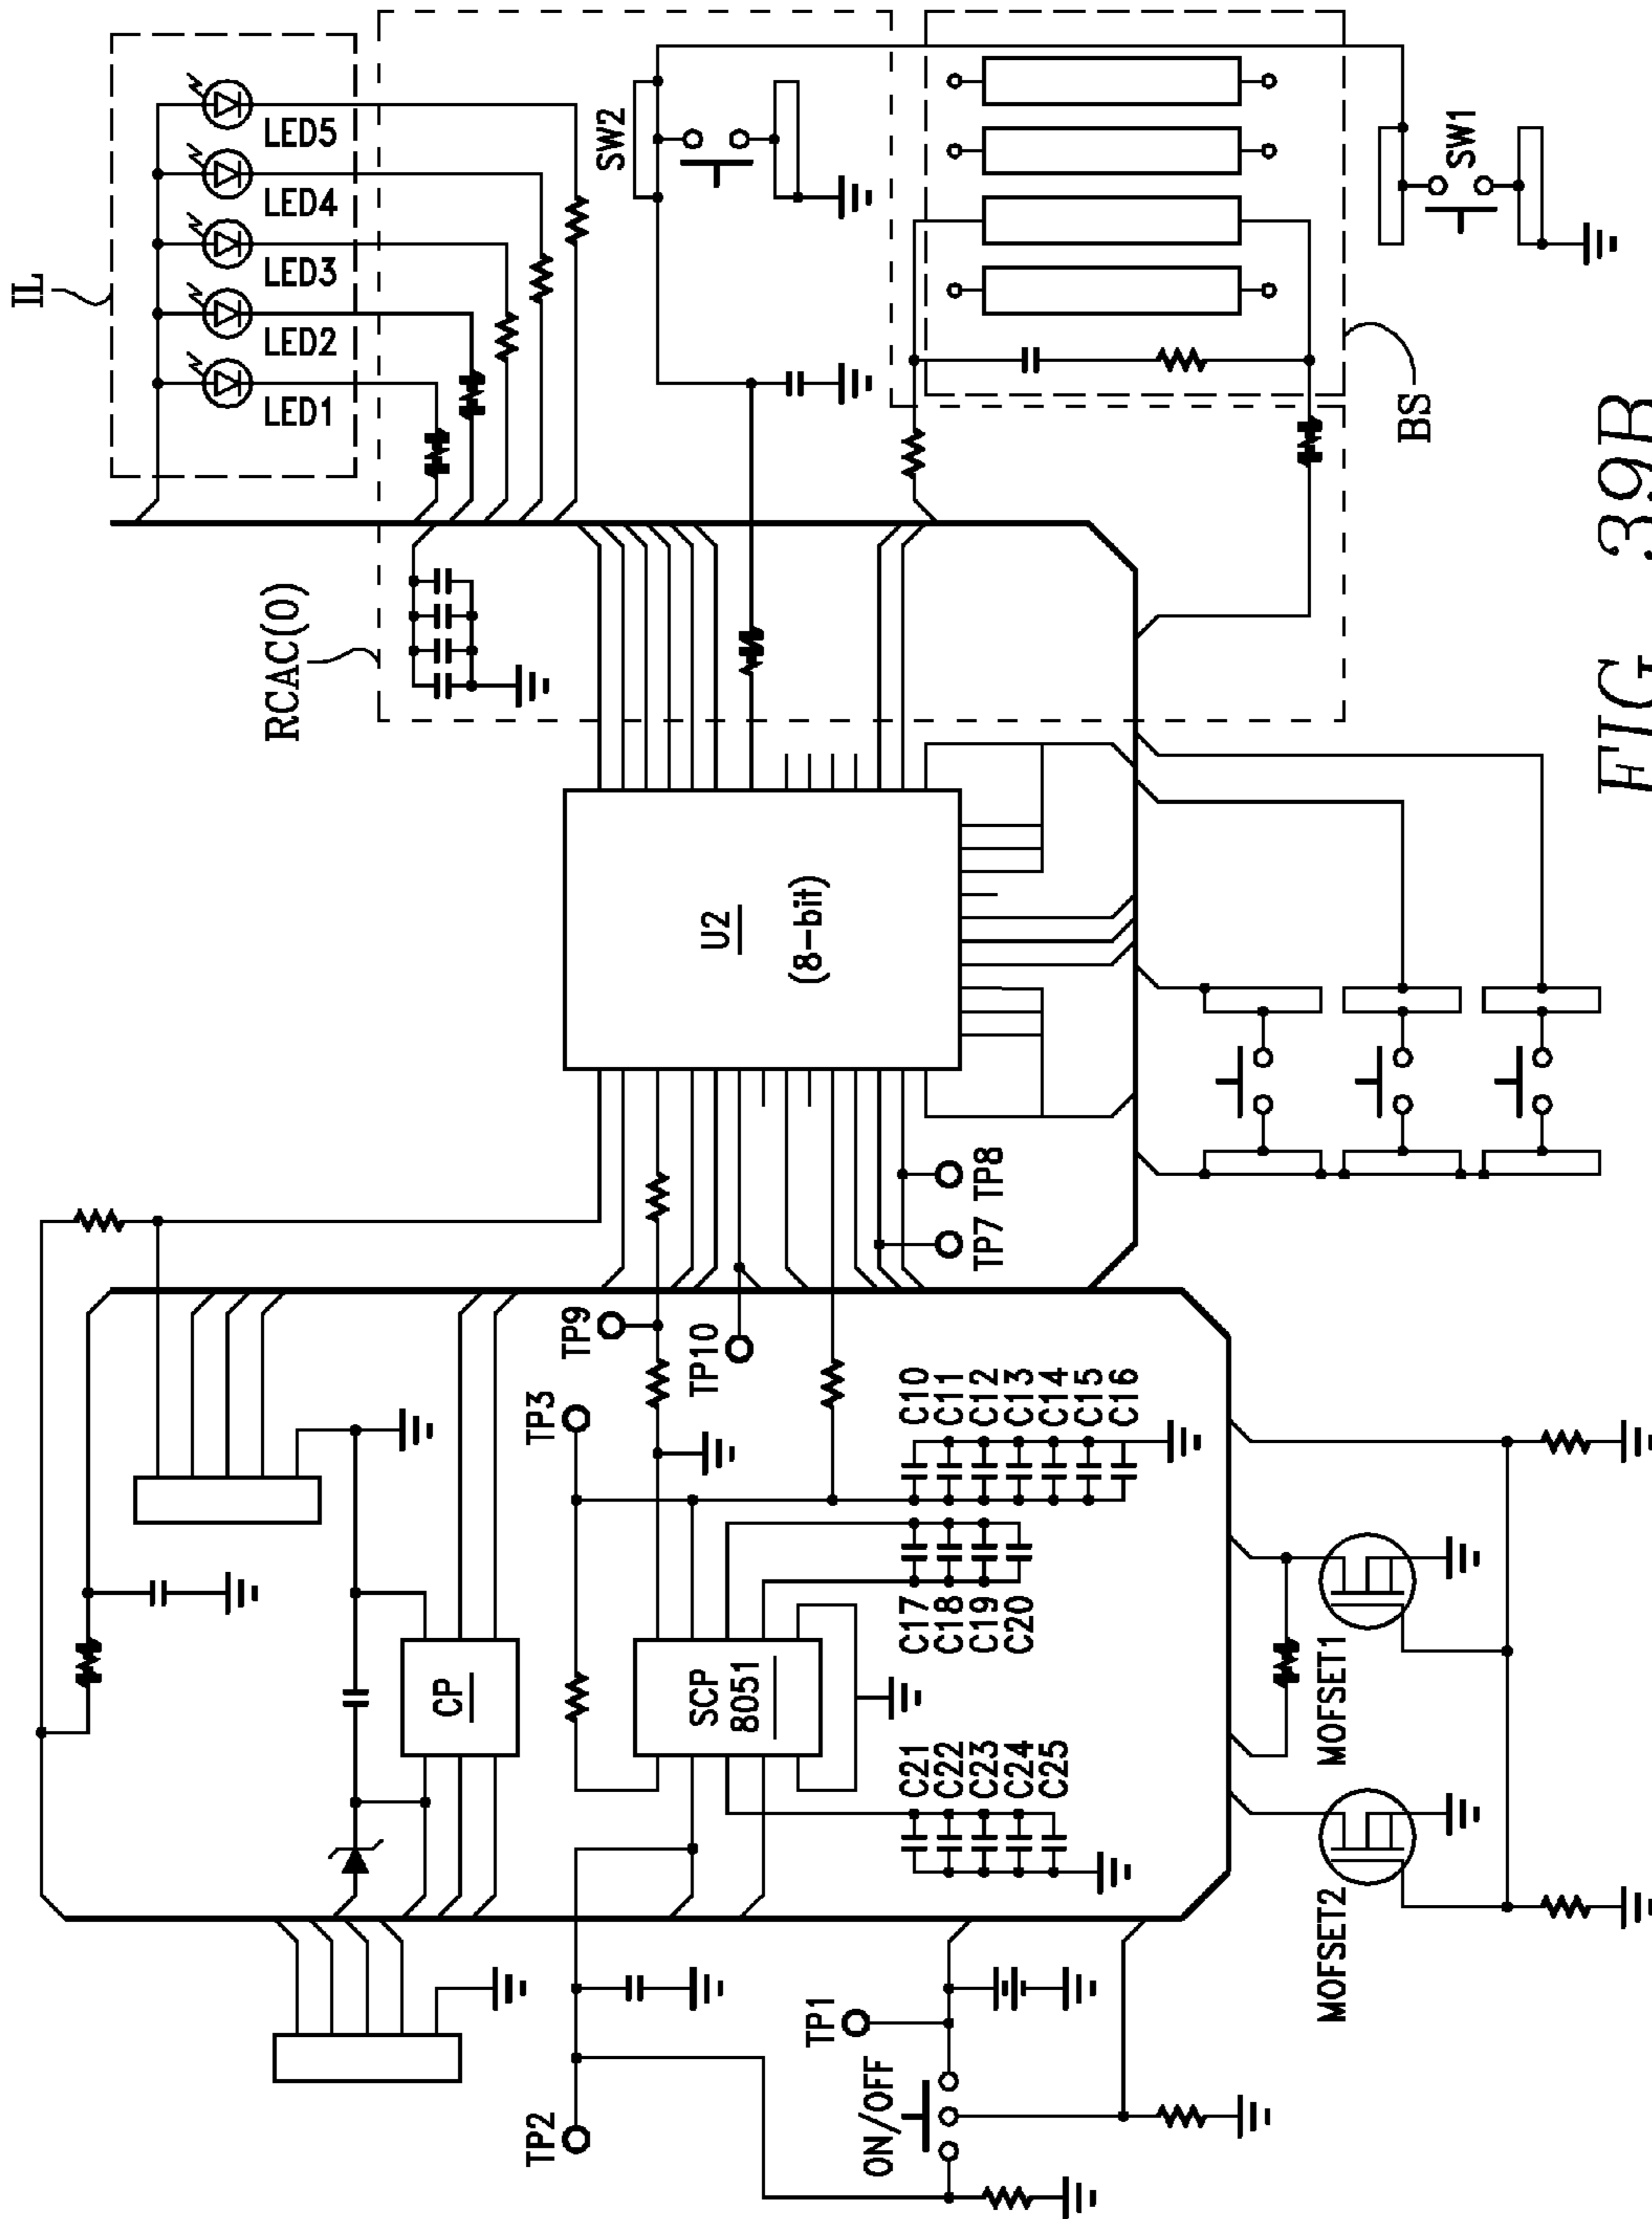 IL
LED1
LED2
LED3
LED4
LED5
RCAC(0)
CP
TP2
TP3
TP9
SW2
TP10
SCP
8051
U2
(8-bit)
TP1
ON/OFF
C21
C22
C23
C24
C25
C17
C18
C19
C20
C10
C11
C12
C13
C14
C15
C16
TP7
TP8
MOFSET2
MOFSET1
BS
SW1
FIG 39B